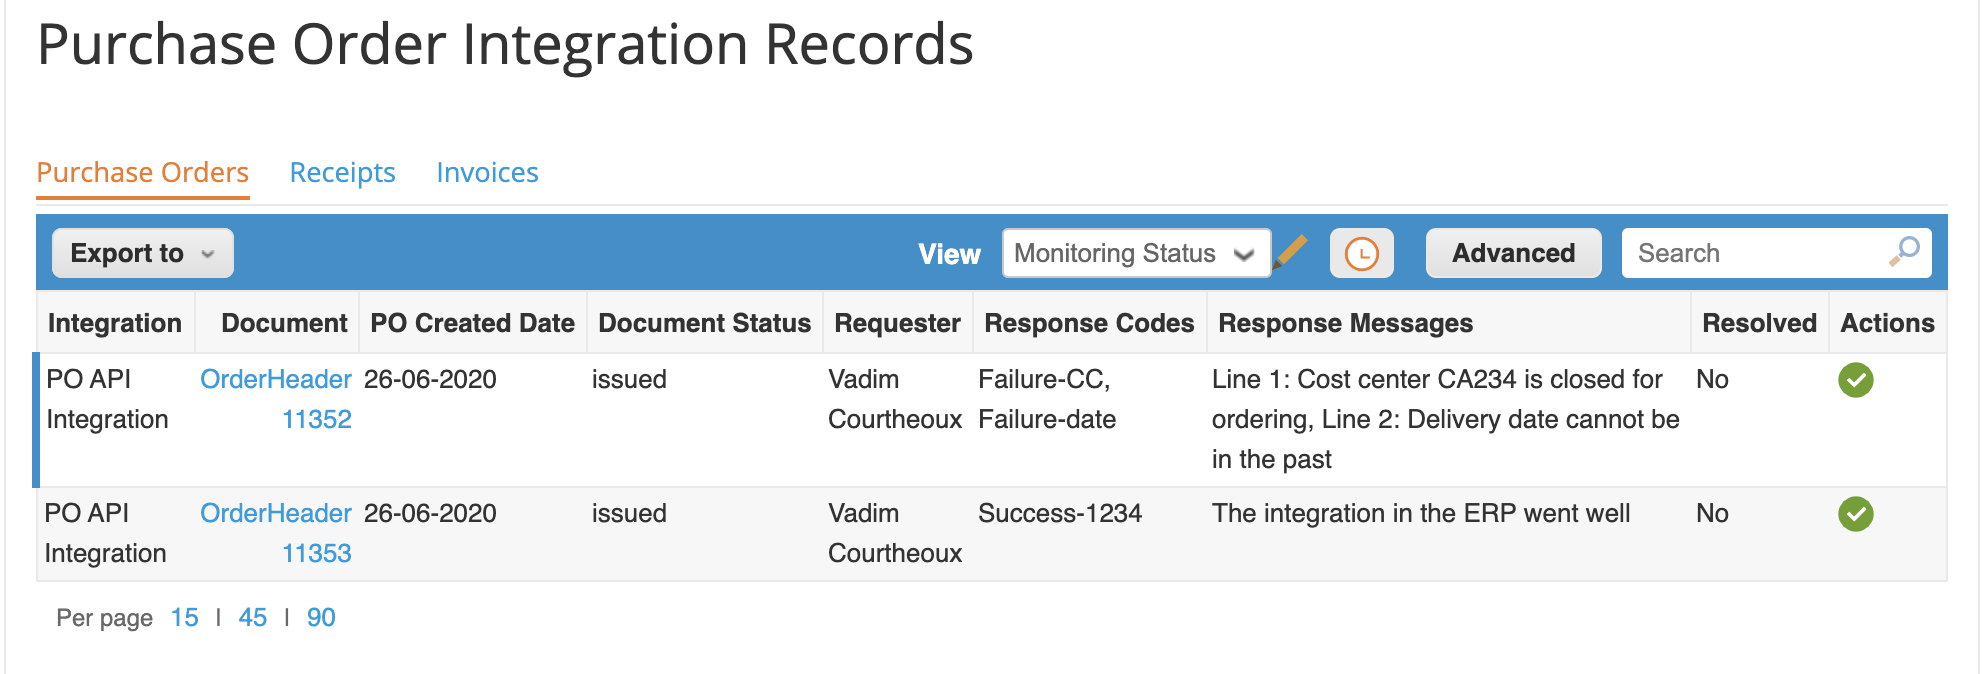 Purchase Order Integration Records
Purchase Orders Receipts Invoices
Export to View Monitoring Status Advanced Search
Integration Document PO Created Date Document Status Requester Response Codes Response Messages Resolved Actions
PO API OrderHeader 26-06-2020 issued Vadim Failure-CC, Line 1: Cost center CA234 is closed for No
Integration 11352 Courtheoux Failure-date ordering, Line 2: Delivery date cannot be
in the past
PO API OrderHeader 26-06-2020 issued Vadim Success-1234 The integration in the ERP went well No
Integration 11353 Courtheoux
Per page 15 | 45 | 90